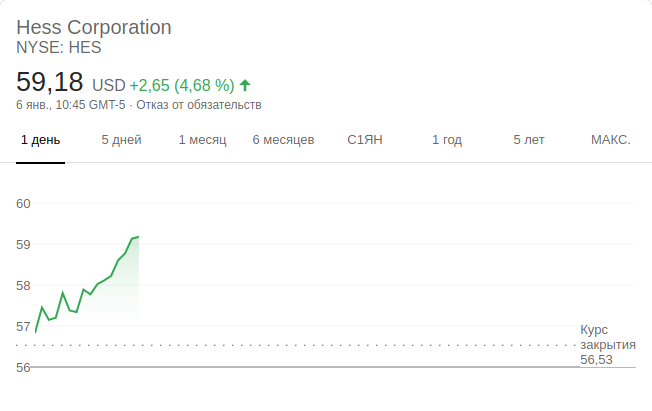 Hess Corporation
NYSE: HES
59,18 USD +2,65 (4,68 %)
6 янв., 10:45 GMT-5 · Отказ от обязательств
1 день 5 дней 1 месяц 6 месяцев С1ЯН 1 год 5 лет МАКС.
60
59
58
57
Курс
закрытия
56,53
56